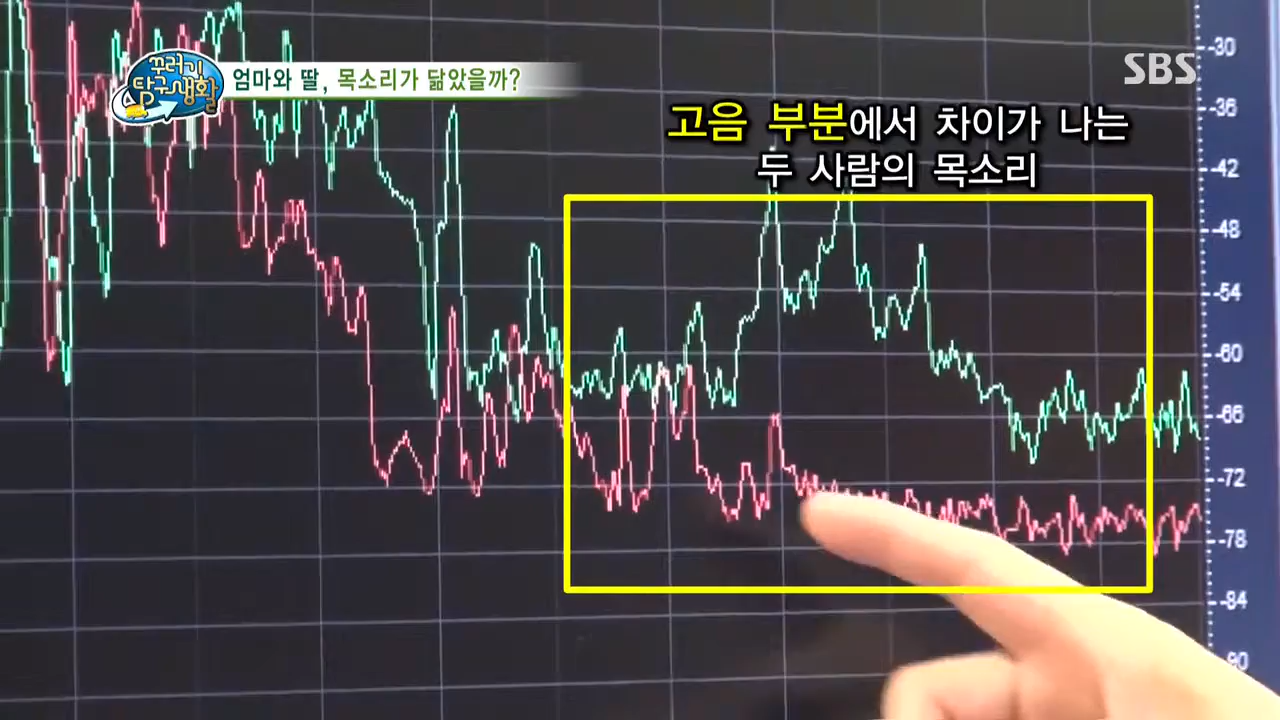 꾸러기
탐구생활
엄마와 딸, 목소리가 닮았을까?
SBS
고음 부분에서 차이가 나는
두 사람의 목소리
-30
-36
-42
-48
-54
-60
-66
-72
-78
-84
-90